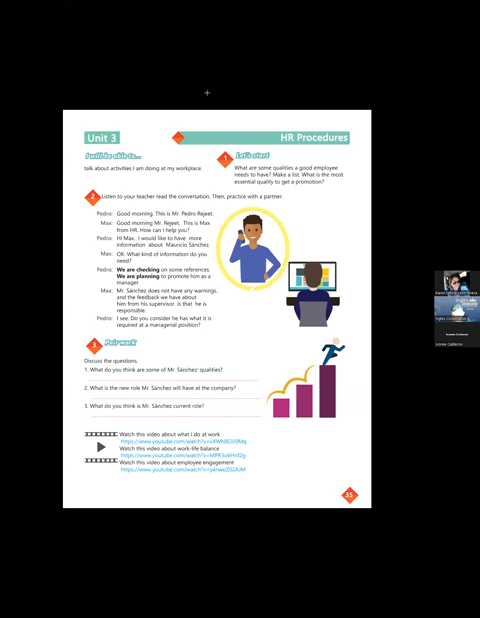 Unit 3
HR Procedures
I will be able to...
talk about activities I am doing at my workplace.
1
Let's start
What are some qualities a good employee
needs to have? Make a list. What is the most
essential quality to get a promotion?
2
Listen to your teacher read the conversation. Then, practice with a partner.
Pedro: Good morning. This is Mr. Pedro Rejeet.
Max: Good morning Mr. Rejeet. This is Max
from HR. How can I help you?
Pedro: Hi Max. I would like to have more
information about Mauricio Sánchez.
Max: OK. What kind of information do you
need?
Pedro: We are checking on some references.
We are planning to promote him as a
manager.
Max: Mr. Sánchez does not have any warnings,
and the feedback we have about
him from his supervisor is that he is
responsible.
Pedro: I see. Do you consider he has what it is
required at a managerial position?
3
Pair work
Discuss the questions.
1. What do you think are some of Mr. Sánchez' qualities?
2. What is the new role Mr. Sánchez will have at the company?
3. What do you think is Mr. Sánchez current role?
Watch this video about what I do at work
Watch this video about work-life balance
Watch this video about employee engagement
35
Ivonne Calderon